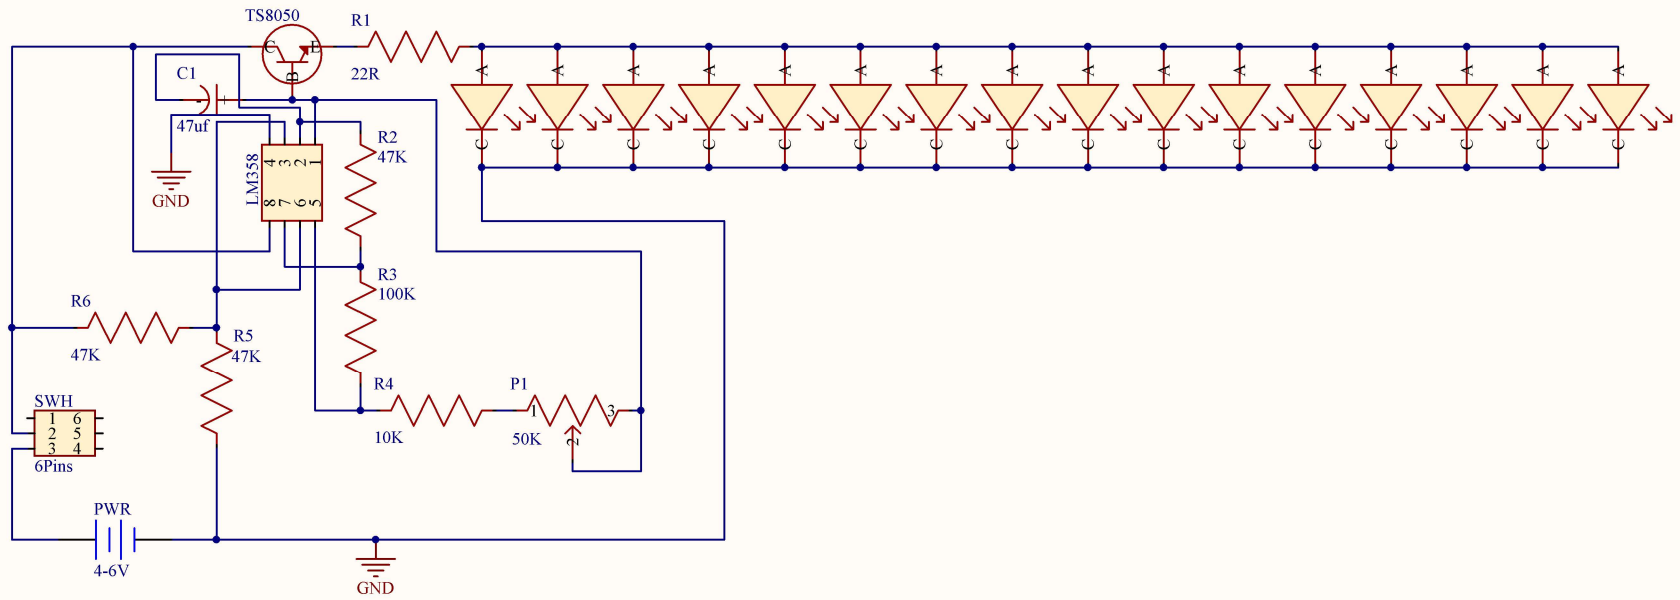 TS8050
R1
C
E
B
22R
C1
+
47uf
A A A A A A A A A A A A A A A A
C C C C C C C C C C C C C C C C
R2
47K
4 3 2 1
LM358
8 7 6 5
GND
R3
100K
R6
47K
R5
47K
R4
10K
P1
1
3
2
50K
SWH
1 6
2 5
3 4
6Pins
PWR
4-6V
GND